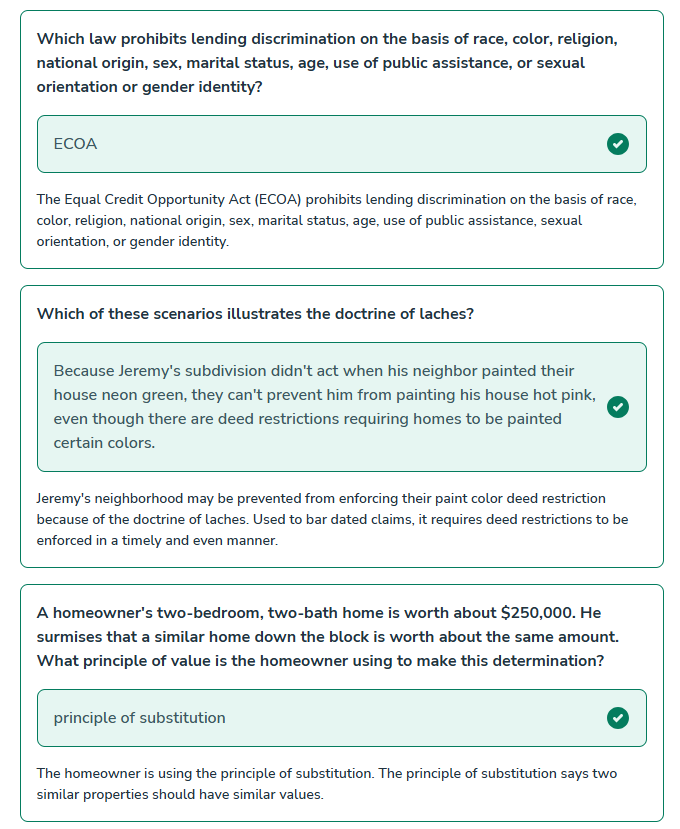 Which law prohibits lending discrimination on the basis of race, color, religion,
national origin, sex, marital status, age, use of public assistance, or sexual
orientation or gender identity?
ECOA
The Equal Credit Opportunity Act (ECOA) prohibits lending discrimination on the basis of race,
color, religion, national origin, sex, marital status, age, use of public assistance, sexual
orientation, or gender identity.
Which of these scenarios illustrates the doctrine of laches?
Because Jeremy's subdivision didn't act when his neighbor painted their
house neon green, they can't prevent him from painting his house hot pink,
even though there are deed restrictions requiring homes to be painted
certain colors.
Jeremy's neighborhood may be prevented from enforcing their paint color deed restriction
because of the doctrine of laches. Used to bar dated claims, it requires deed restrictions to be
enforced in a timely and even manner.
A homeowner's two-bedroom, two-bath home is worth about $250,000. He
surmises that a similar home down the block is worth about the same amount.
What principle of value is the homeowner using to make this determination?
principle of substitution
The homeowner is using the principle of substitution. The principle of substitution says two
similar properties should have similar values.